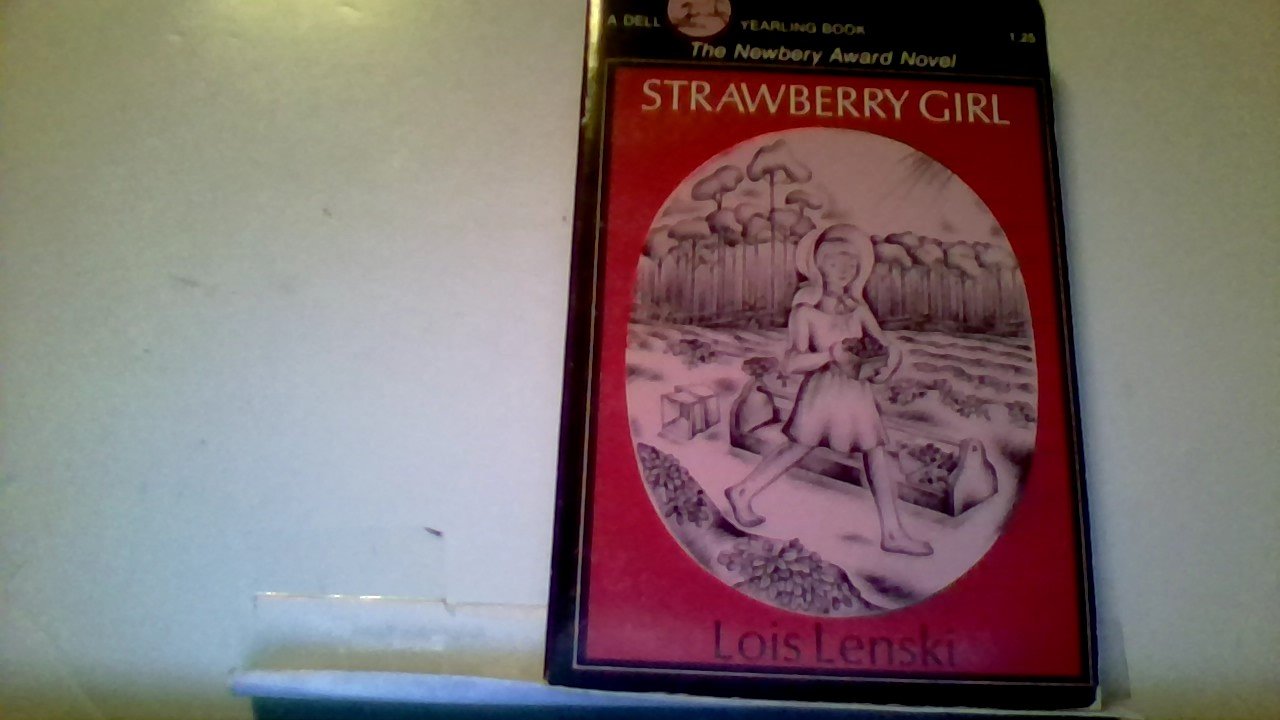 A DELL YEARLING BOOK 1.25
The Newbery Award Novel
STRAWBERRY GIRL
Lois Lenski